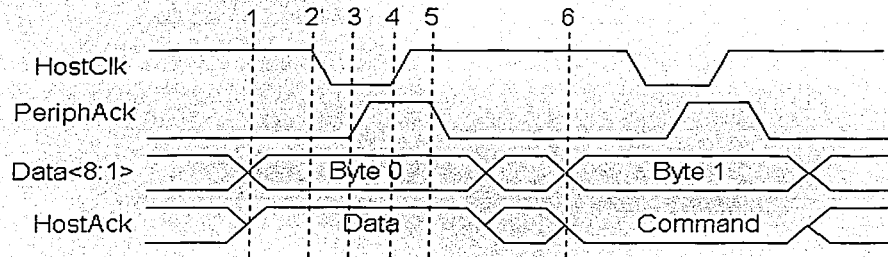 1 2' 3 4 5 6
HostClk
PeriphAck
Data<8:1> Byte 0 Byte 1
HostAck Data Command